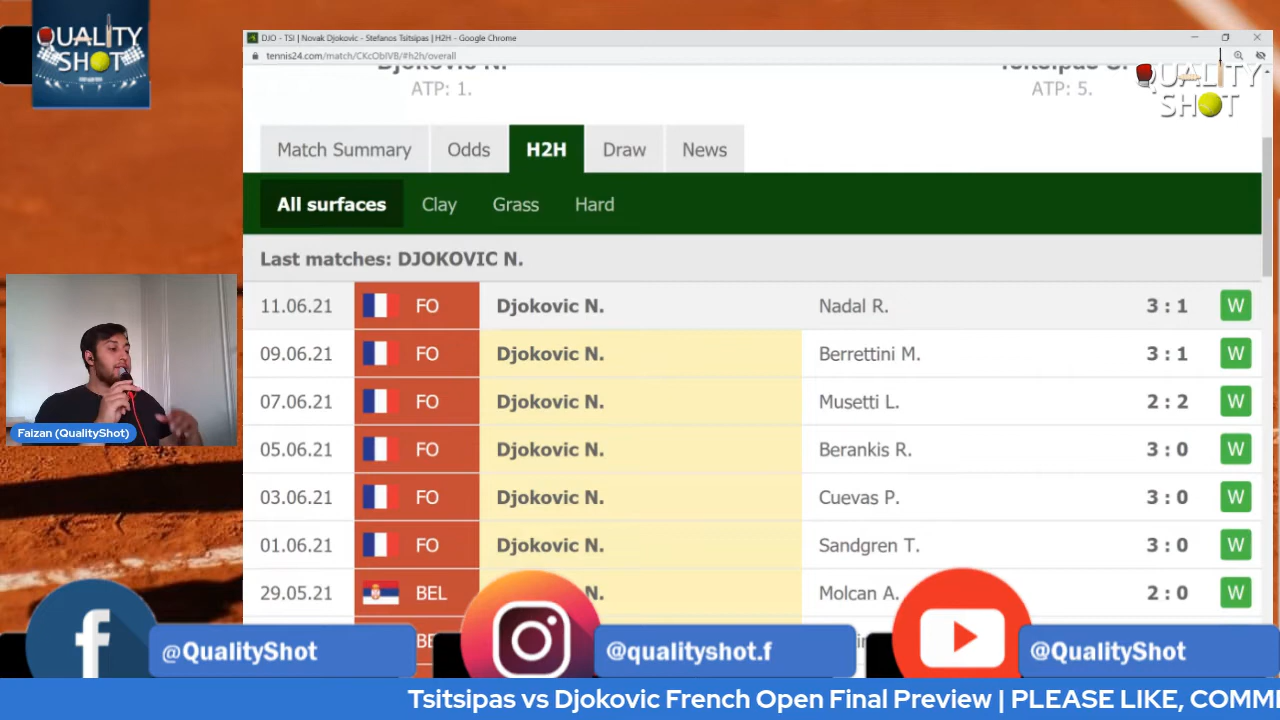 QUALITY
SHOT
DJO - TSI | Novak Djokovic - Stefanos Tsitsipas | H2H - Google Chrome
tennis24.com/match/CKcObIVB/#h2h/overall
Djokovic N.
Tsitsipas S.
ATP: 1.
ATP: 5.
QUALITY
SHOT
Match Summary Odds H2H Draw News
All surfaces Clay Grass Hard
Last matches: DJOKOVIC N.
11.06.21 FO Djokovic N. Nadal R. 3 : 1 W
09.06.21 FO Djokovic N. Berrettini M. 3 : 1 W
07.06.21 FO Djokovic N. Musetti L. 2 : 2 W
05.06.21 FO Djokovic N. Berankis R. 3 : 0 W
03.06.21 FO Djokovic N. Cuevas P. 3 : 0 W
01.06.21 FO Djokovic N. Sandgren T. 3 : 0 W
29.05.21 BEL N. Molcan A. 2 : 0 W
Faizan (QualityShot)
@QualityShot
@qualityshot.f
@QualityShot
Tsitsipas vs Djokovic French Open Final Preview | PLEASE LIKE, COMM